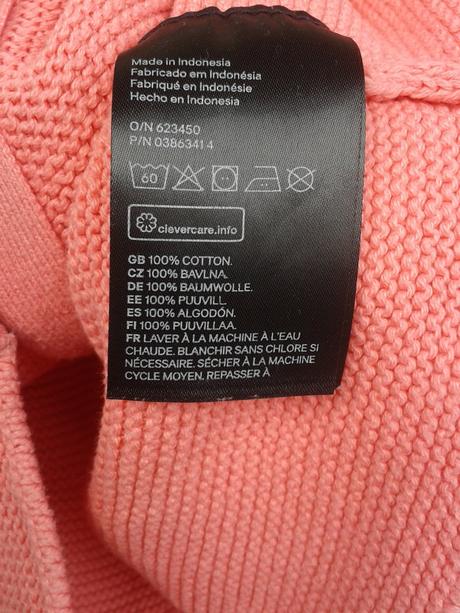 Made in Indonesia
Fabricado em Indonésia
Fabriqué en Indonésie
Hecho en Indonesia
O/N 623450
P/N 03863414
60
clevercare.info
GB 100% COTTON.
CZ 100% BAVLNA.
DE 100% BAUMWOLLE.
EE 100% PUUVILL.
ES 100% ALGODÓN.
FI 100% PUUVILLAA.
FR LAVER À LA MACHINE À L'EAU
CHAUDE. BLANCHIR SANS CHLORE SI
NÉCESSAIRE. SÉCHER À LA MACHINE
CYCLE MOYEN. REPASSER À